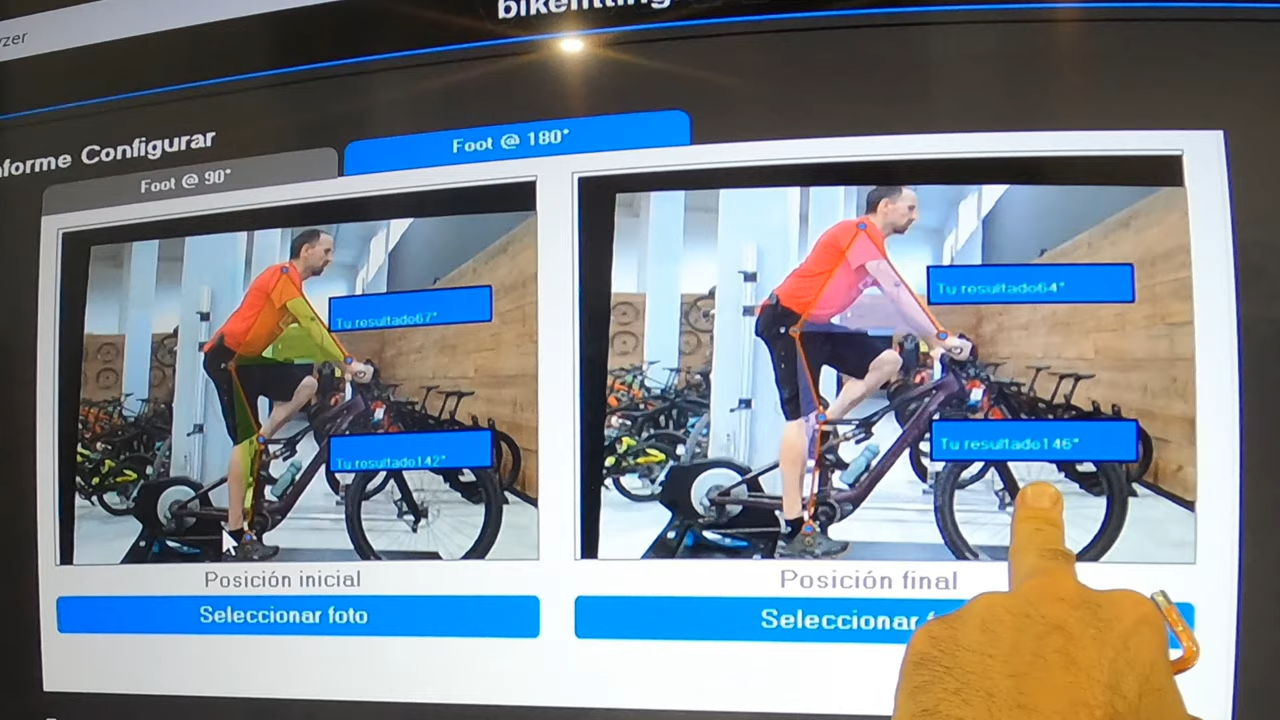 bikefitting
yzer
nforme Configurar
Foot @ 90°
Foot @ 180°
Tu resultado67°
Tu resultado64°
Tu resultado142°
Tu resultado146°
Posición inicial
Posición final
Seleccionar foto
Seleccionar